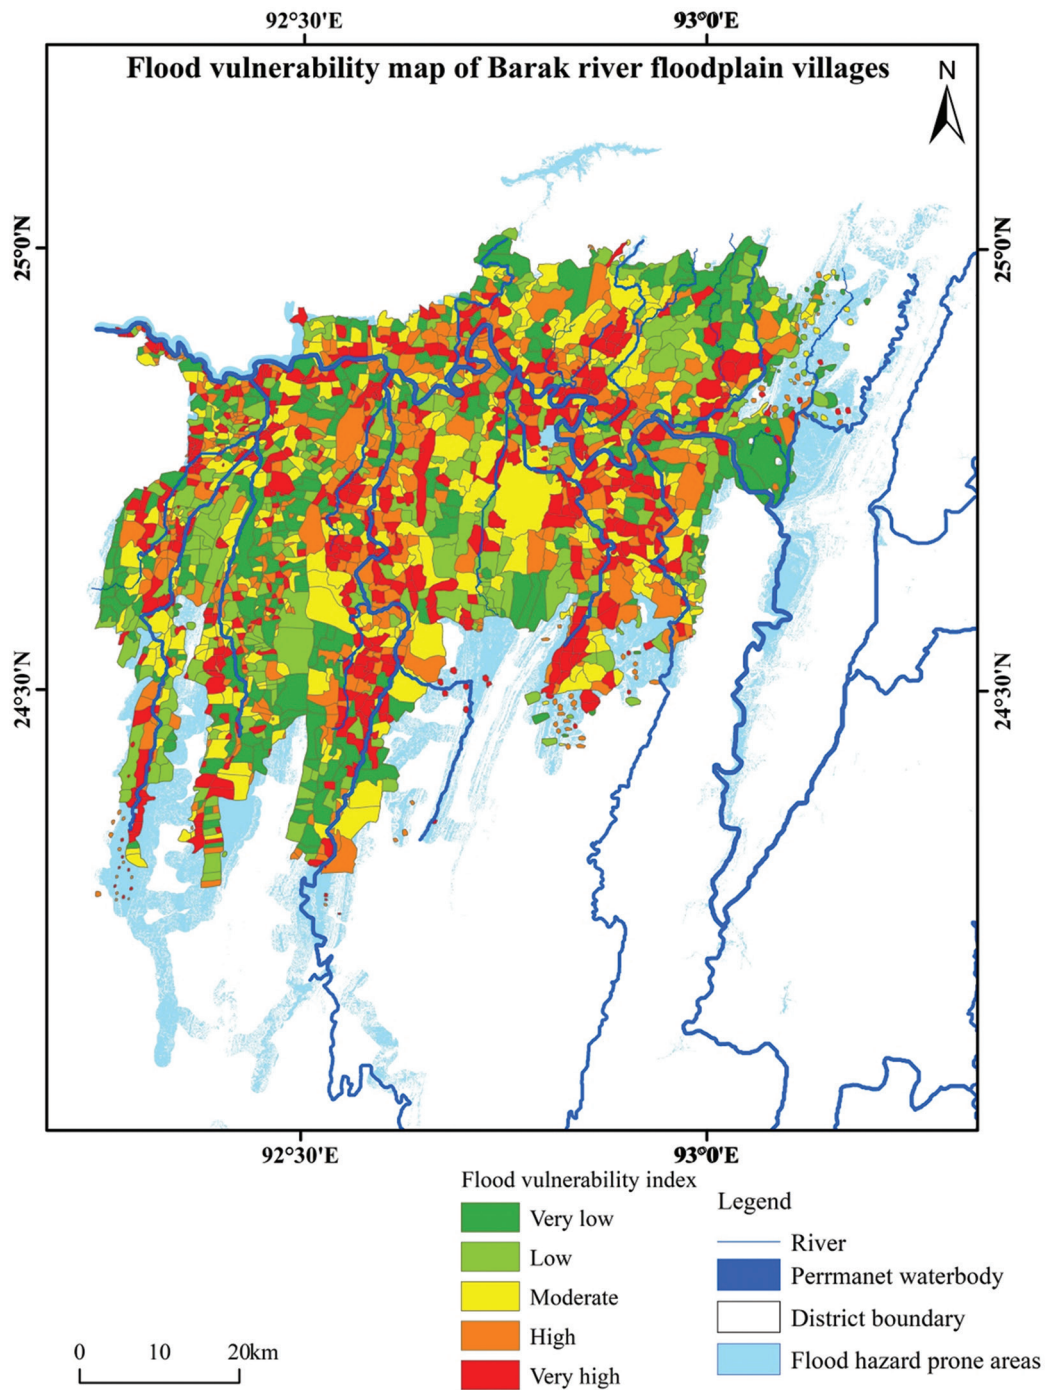 92°30'E 93°0'E
Flood vulnerability map of Barak river floodplain villages
N
25°0'N 25°0'N
24°30'N 24°30'N
92°30'E 93°0'E
Flood vulnerability index
Very low
Low
Moderate
High
Very high
Legend
River
Perrmanet waterbody
District boundary
Flood hazard prone areas
0 10 20km